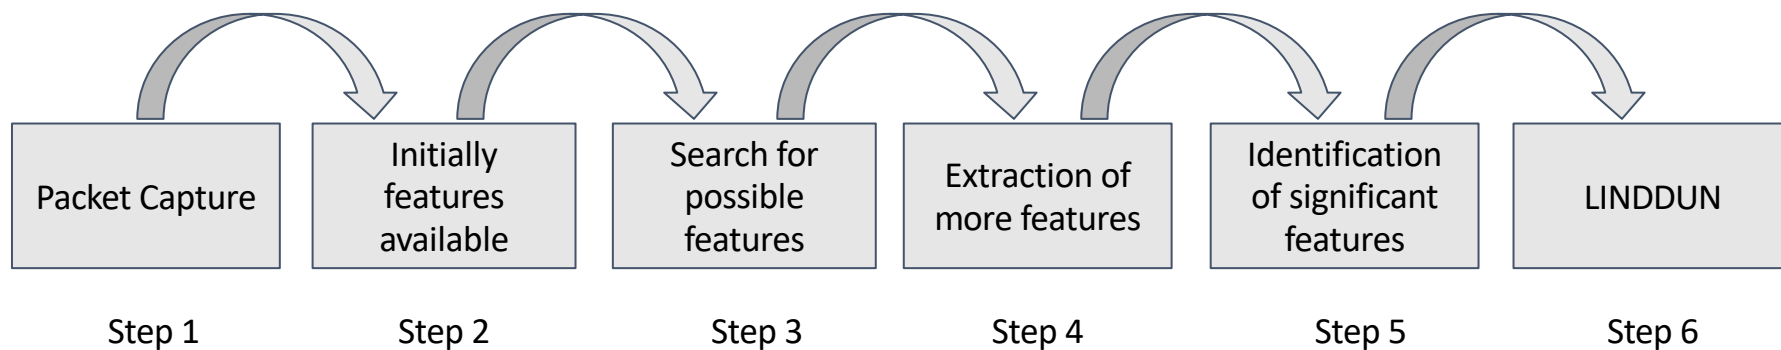 Packet Capture
Initially
features
available
Search for
possible
features
Extraction of
more features
Identification
of significant
features
LINDDUN
Step 1
Step 2
Step 3
Step 4
Step 5
Step 6